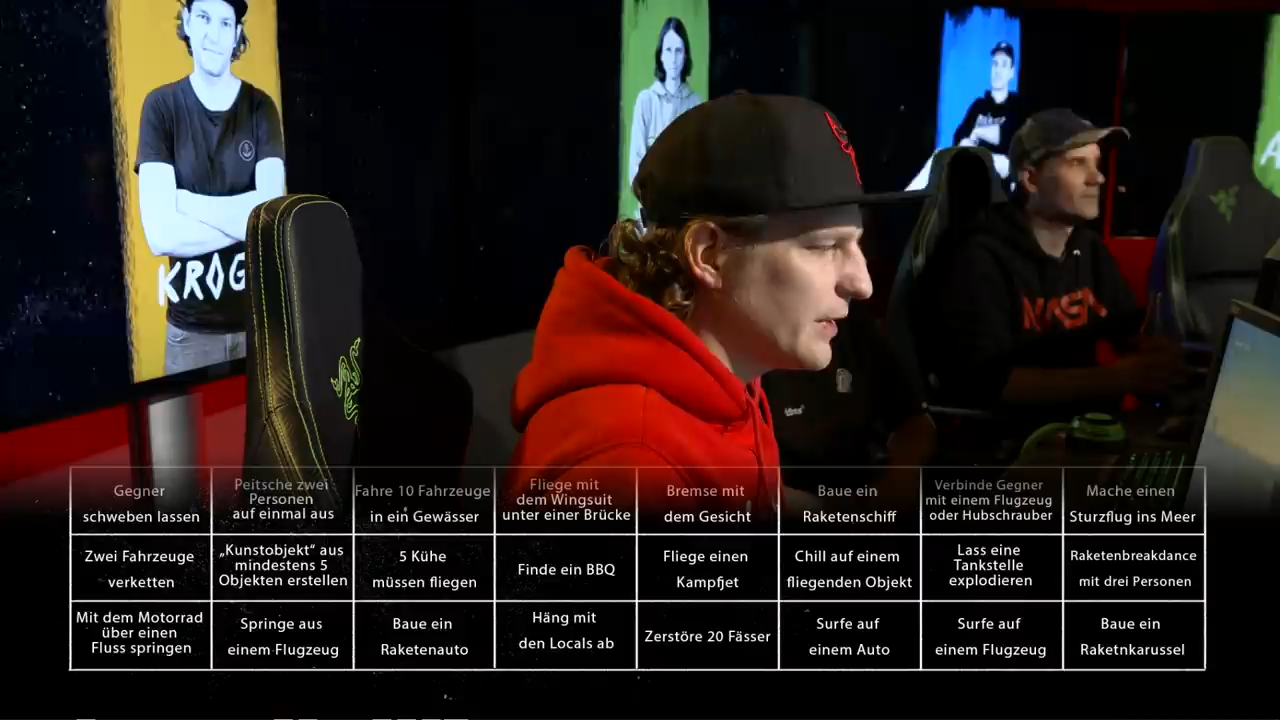 KROG
NASA
Gegner
schweben lassen
Peitsche zwei
Personen
auf einmal aus
Fahre 10 Fahrzeuge
in ein Gewässer
Fliege mit
dem Wingsuit
unter einer Brücke
Bremse mit
dem Gesicht
Baue ein
Raketenschiff
Verbinde Gegner
mit einem Flugzeug
oder Hubschrauber
Mache einen
Sturzflug ins Meer
Zwei Fahrzeuge
verketten
„Kunstobjekt“ aus
mindestens 5
Objekten erstellen
5 Kühe
müssen fliegen
Finde ein BBQ
Fliege einen
Kampfjet
Chill auf einem
fliegenden Objekt
Lass eine
Tankstelle
explodieren
Raketenbreakdance
mit drei Personen
Mit dem Motorrad
über einen
Fluss springen
Springe aus
einem Flugzeug
Baue ein
Raketenauto
Häng mit
den Locals ab
Zerstöre 20 Fässer
Surfe auf
einem Auto
Surfe auf
einem Flugzeug
Baue ein
Raketnkarussel